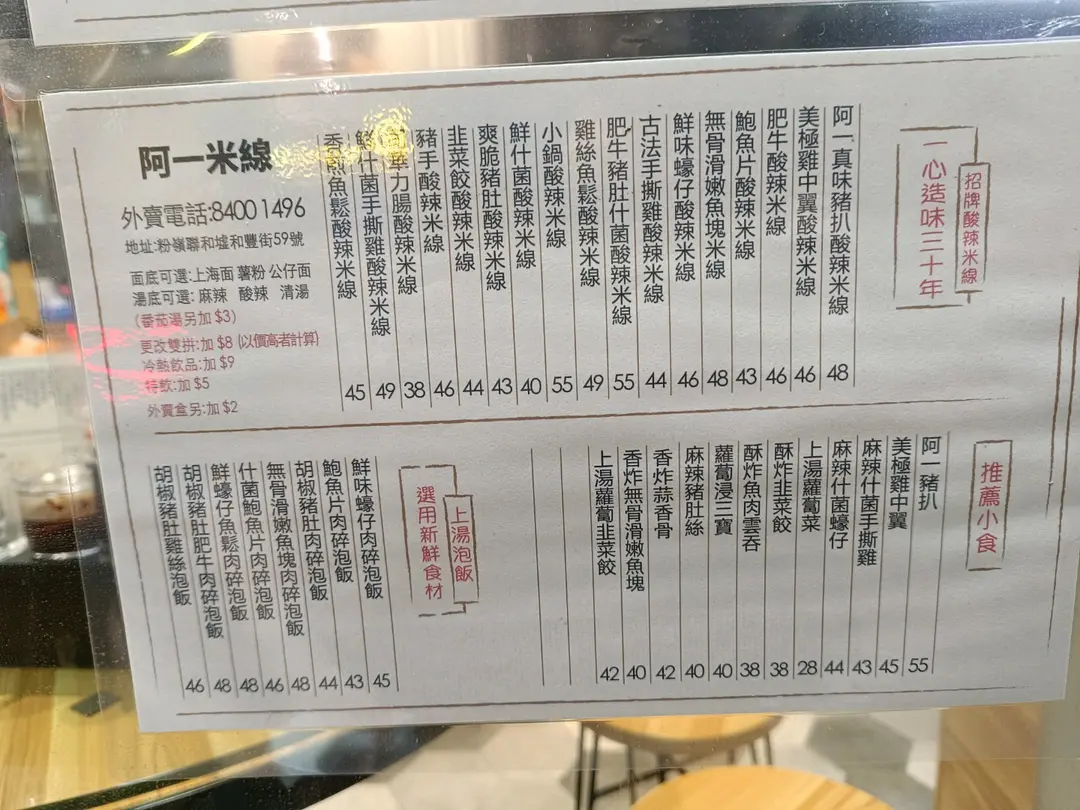 招牌酸辣米線
一心造味三十年
阿一真味豬扒酸辣米線 48
美極雞中翼酸辣米線 46
肥牛酸辣米線 46
鮑魚片酸辣米線 43
無骨滑嫩魚塊米線 48
鮮味蠔仔酸辣米線 46
古法手撕雞酸辣米線 44
肥牛豬肚什菌酸辣米線 55
雞絲魚鬆酸辣米線 49
小鍋酸辣米線 55
鮮什菌酸辣米線 40
爽脆豬肚酸辣米線 43
韭菜餃酸辣米線 44
豬手酸辣米線 46
華力腸酸辣米線 38
鮮什菌手撕雞酸辣米線 49
香煎魚鬆酸辣米線 45
阿一米線
外賣電話:8400 1496
地址:粉嶺聯和墟和豐街59號
面底可選:上海面 薯粉 公仔面
湯底可選: 麻辣 酸辣 清湯
(番茄湯另加 $3)
更改雙拼:加 $8 (以價高者計算)
冷熱飲品:加 $9
特飲:加 $5
外賣盒另:加 $2
推薦小食
阿一豬扒 55
美極雞中翼 45
麻辣什菌手撕雞 43
麻辣什菌蠔仔 44
上湯蘿蔔菜 28
酥炸韭菜餃 38
酥炸魚肉雲吞 38
蘿蔔浸三寶 40
麻辣豬肚絲 40
香炸蒜香骨 42
香炸無骨滑嫩魚塊 40
上湯蘿蔔韭菜餃 42
上湯泡飯
選用新鮮食材
鮮味蠔仔肉碎泡飯 45
鮑魚片肉碎泡飯 43
胡椒豬肚肉碎泡飯 44
無骨滑嫩魚塊肉碎泡飯 48
什菌鮑魚片肉碎泡飯 46
鮮蠔仔魚鬆肉碎泡飯 48
胡椒豬肚肥牛肉碎泡飯 48
胡椒豬肚雞絲泡飯 46